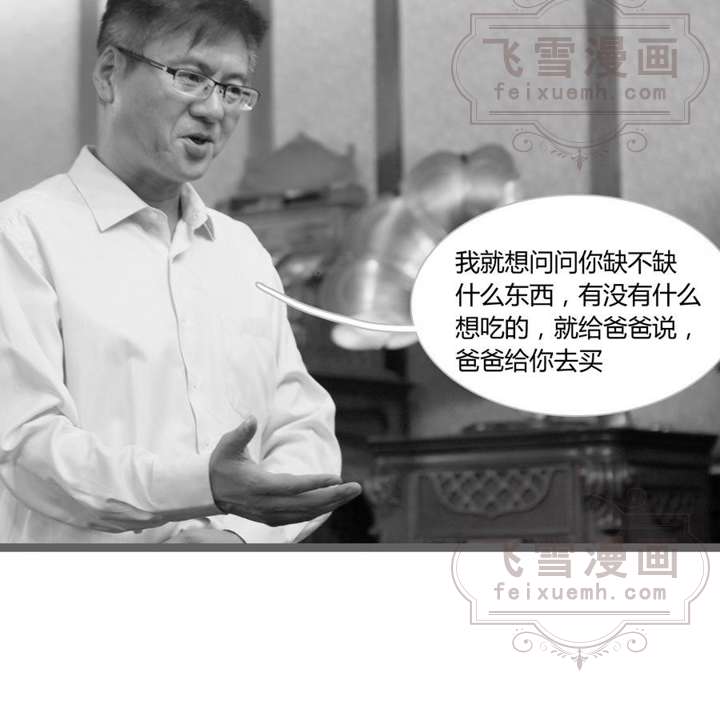 飞雪漫画
feixuemh.com
我就想问问你缺不缺
什么东西，有没有什么
想吃的，就给爸爸说，
爸爸给你去买
飞雪漫画
feixuemh.com